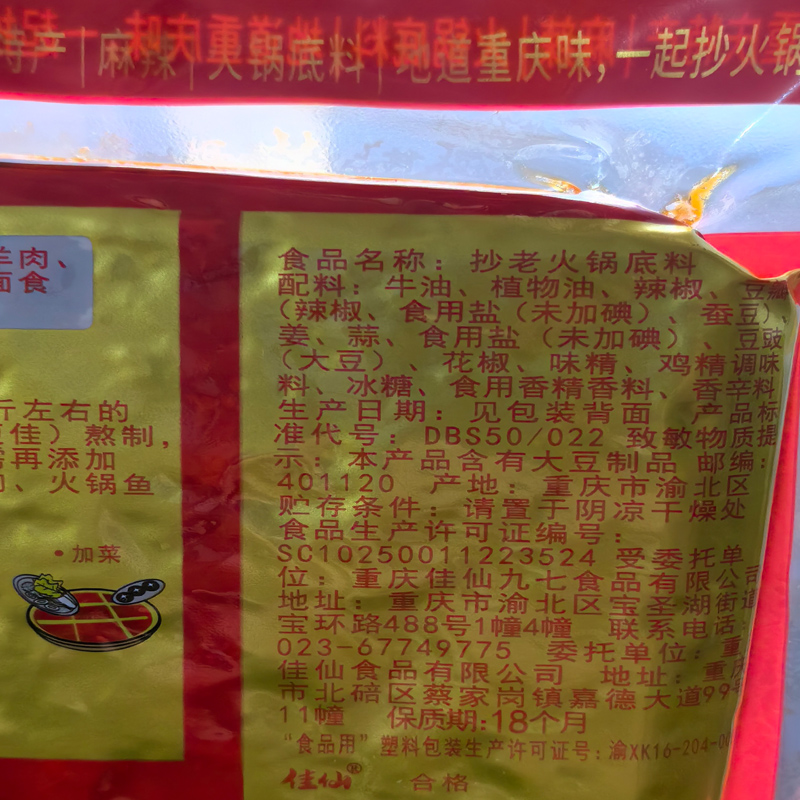 特产|麻辣|火锅底料|地道重庆味,一起抄火锅
羊肉、
面食
斤左右的
佳）熬制,
需再添加
、火锅鱼
•加菜
食品名称：抄老火锅底料
配料：牛油、植物油、辣椒、豆瓣
（辣椒、食用盐（未加碘）、蚕豆）、
姜、蒜、食用盐（未加碘）、豆豉
（大豆）、花椒、味精、鸡精调味
料、冰糖、食用香精香料、香辛料
生产日期：见包装背面 产品标
准代号：DBS50/022 致敏物质提
示：本产品含有大豆制品 邮编：
401120 产地：重庆市渝北区
贮存条件：请置于阴凉干燥处
食品生产许可证编号：
SC10250011223524 受委托单
位：重庆佳仙九七食品有限公司
地址：重庆市渝北区宝圣湖街道
宝环路488号1幢4幢 联系电话
023-67749775 委托单位：重庆
佳仙食品有限公司 地址：重庆
市北碚区蔡家岗镇嘉德大道99号
11幢 保质期:18个月
“食品用”塑料包装生产许可证号：渝XK16-204-0
佳仙® 合格